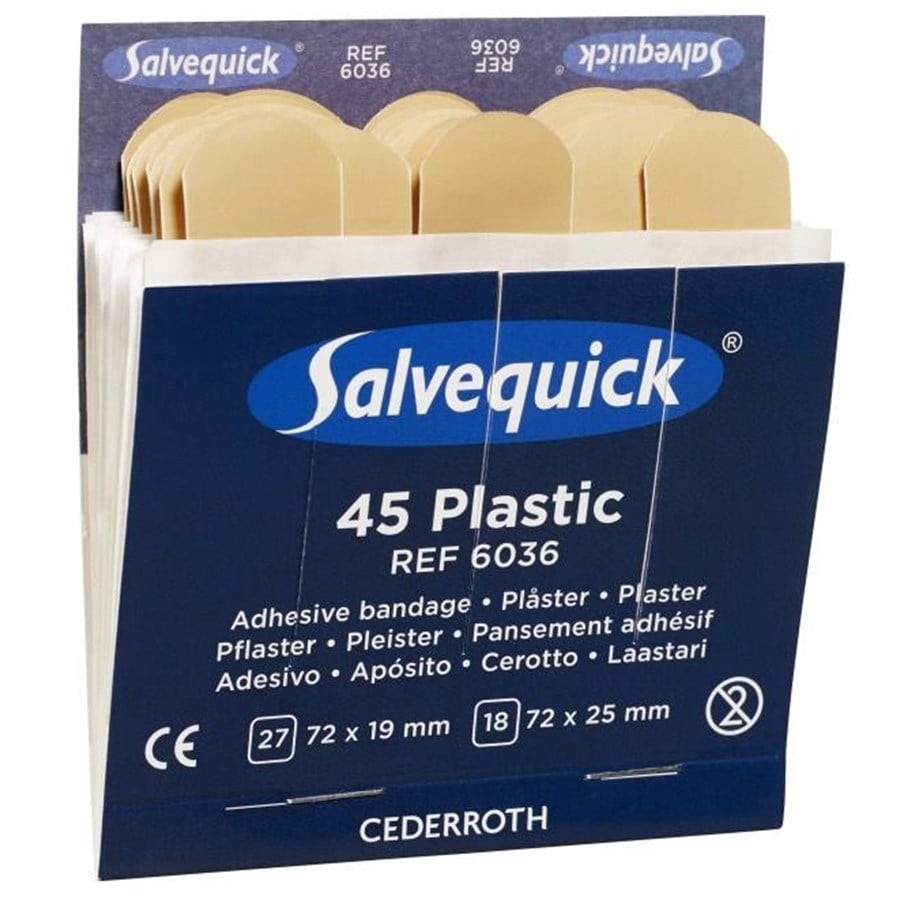 Salvequick®
REF
6036
REF
6036
Salvequick®
Salvequick®
45 Plastic
REF 6036
Adhesive bandage • Plåster • Plaster
Pflaster • Pleister • Pansement adhésif
Adesivo • Apósito • Cerotto • Laastari
CE 27 72 x 19 mm 18 72 x 25 mm 2
CEDERROTH